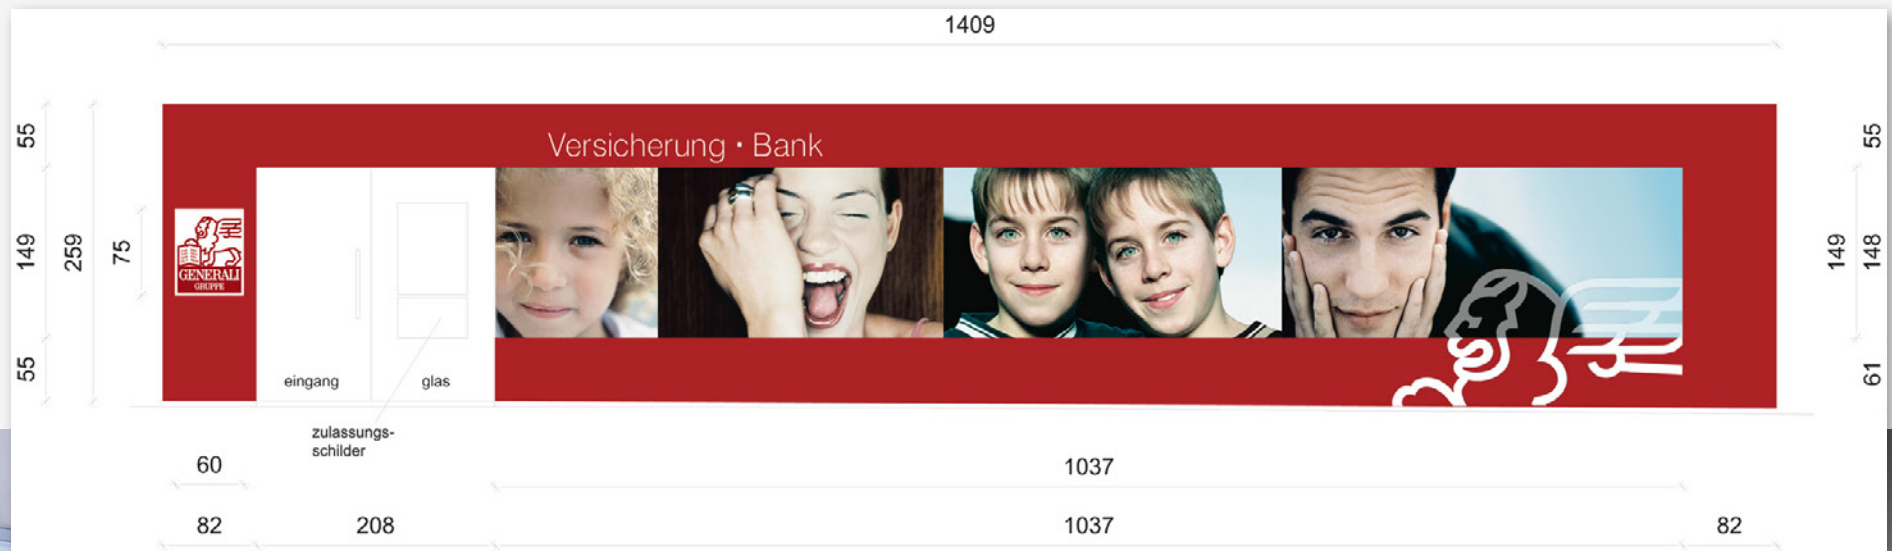 1409
55
149
259
75
55
Versicherung · Bank
GENERALI
GRUPPE
eingang
glas
zulassungs-
schilder
55
149
148
61
60
1037
82
208
1037
82